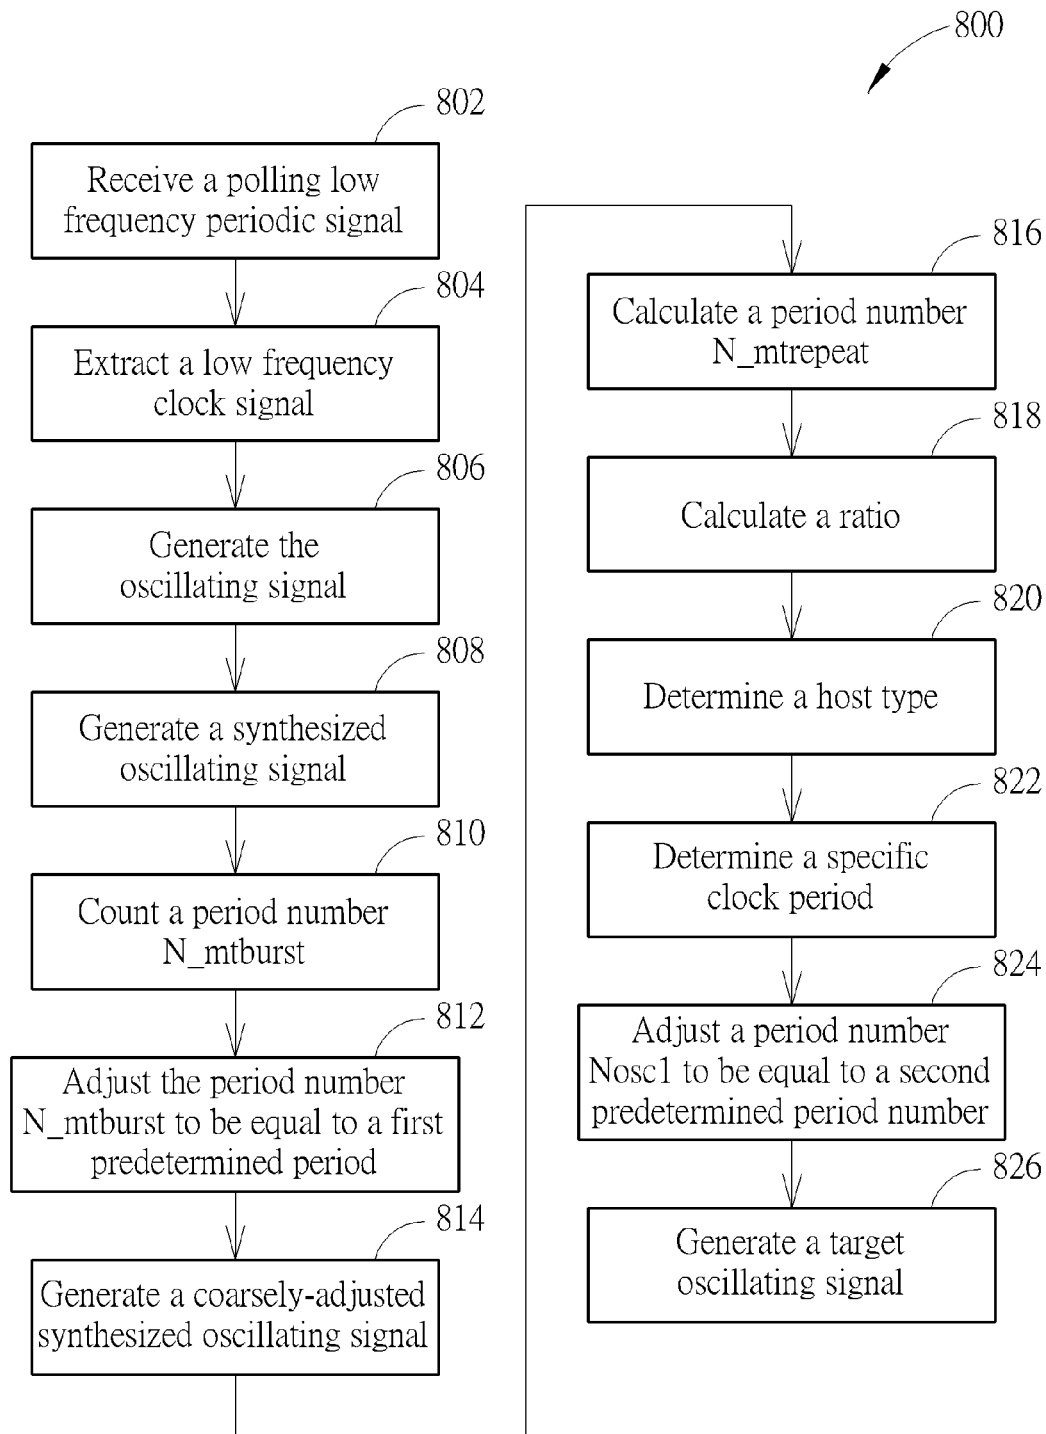 800
802
Receive a polling low
frequency periodic signal
804
Extract a low frequency
clock signal
806
Generate the
oscillating signal
808
Generate a synthesized
oscillating signal
810
Count a period number
N_mtburst
812
Adjust the period number
N_mtburst to be equal to a first
predetermined period
814
Generate a coarsely-adjusted
synthesized oscillating signal
816
Calculate a period number
N_mtrepeat
818
Calculate a ratio
820
Determine a host type
822
Determine a specific
clock period
824
Adjust a period number
Nosc1 to be equal to a second
predetermined period number
826
Generate a target
oscillating signal